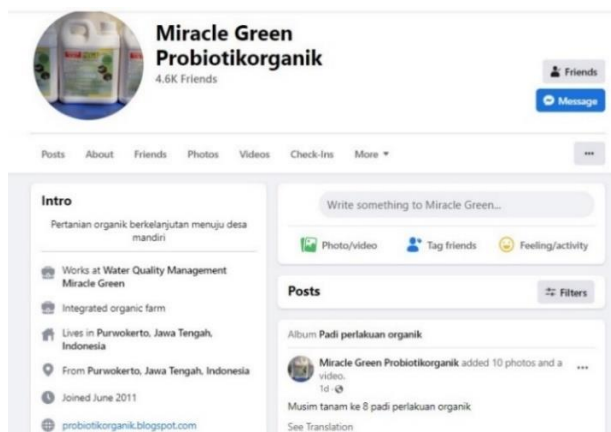 Miracle Green
Probiotikorganik
4.6K Friends
Friends
Message
Posts
About
Friends
Photos
Videos
Check-Ins
More
Intro
Pertanian organik berkelanjutan menuju desa
mandiri
Works at Water Quality Management
Miracle Green
Integrated organic farm
Lives in Purwokerto, Jawa Tengah,
Indonesia
From Purwokerto, Jawa Tengah, Indonesia
Joined June 2011
probiotikorganik.blogspot.com
Write something to Miracle Green...
Photo/video
Tag friends
Feeling/activity
Posts
Filters
Album Padi perlakuan organik
Miracle Green Probiotikorganik added 10 photos and a
video.
1d
Musim tanam ke 8 padi perlakuan organik
See Translation